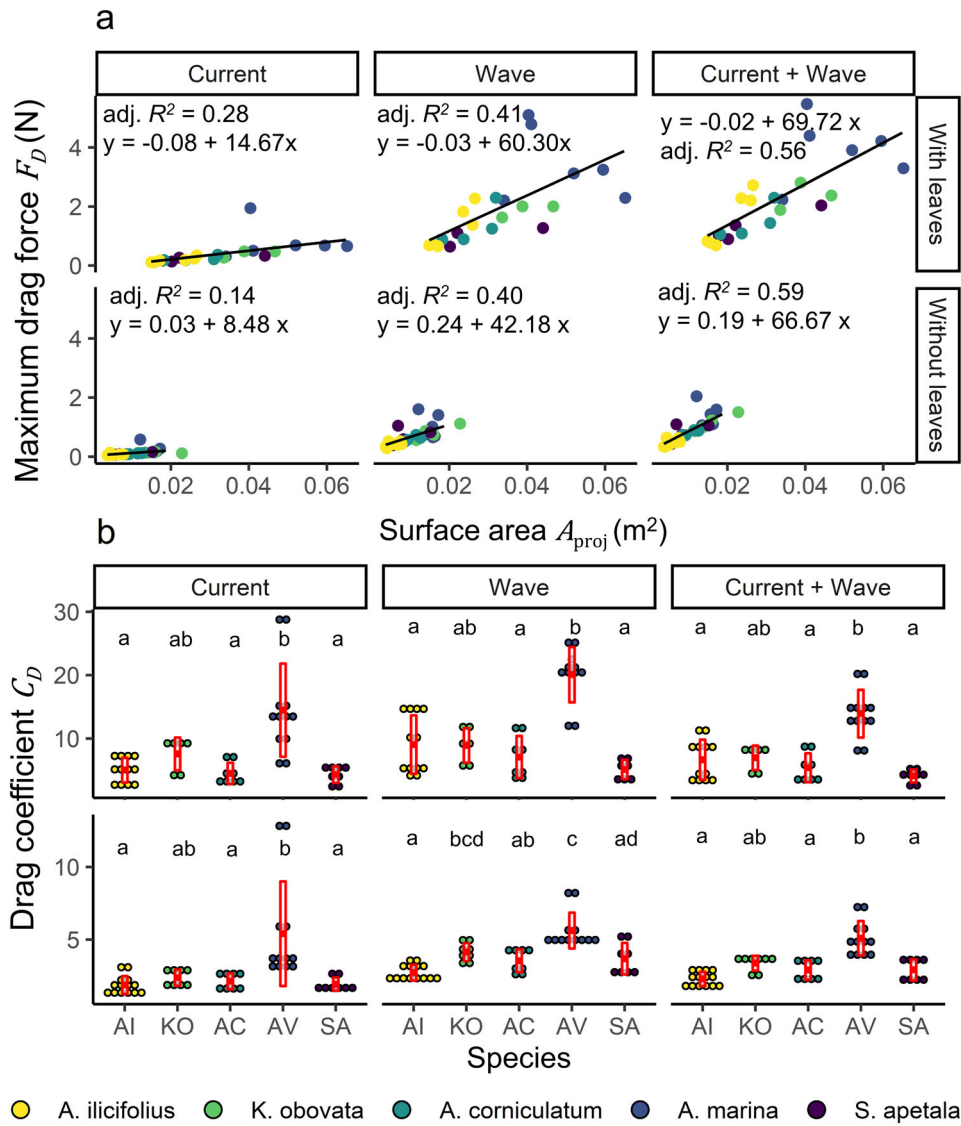 a
Current
Wave
Current + Wave
With leaves
Without leaves
Maximum drag force F_D (N)
adj. R² = 0.28
y = -0.08 + 14.67x
adj. R² = 0.41
y = -0.03 + 60.30x
y = -0.02 + 69.72 x
adj. R² = 0.56
4
2
0
adj. R² = 0.14
y = 0.03 + 8.48 x
adj. R² = 0.40
y = 0.24 + 42.18 x
adj. R² = 0.59
y = 0.19 + 66.67 x
4
2
0
0.02 0.04 0.06
0.02 0.04 0.06
0.02 0.04 0.06
Surface area A_proj (m²)
b
Current
Wave
Current + Wave
Drag coefficient C_D
30
20
10
a ab a b a
a ab a b a
a ab a b a
10
5
a ab a b a
a bcd ab c ad
a ab a b a
AI KO AC AV SA
AI KO AC AV SA
AI KO AC AV SA
Species
A. ilicifolius
K. obovata
A. corniculatum
A. marina
S. apetala